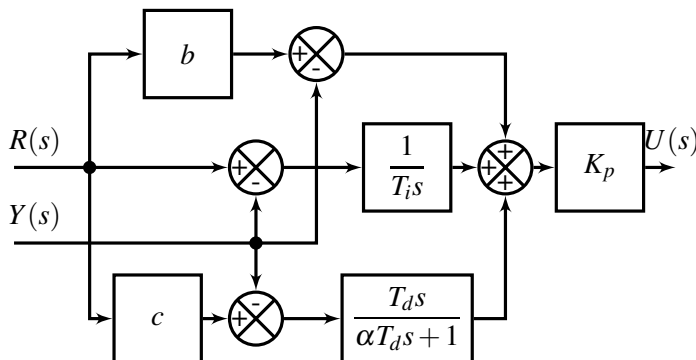 b
+
-
R(s)
+
-
1
T_i s
+
+
+
K_p
U(s)
Y(s)
c
+
-
T_d s
αT_d s + 1